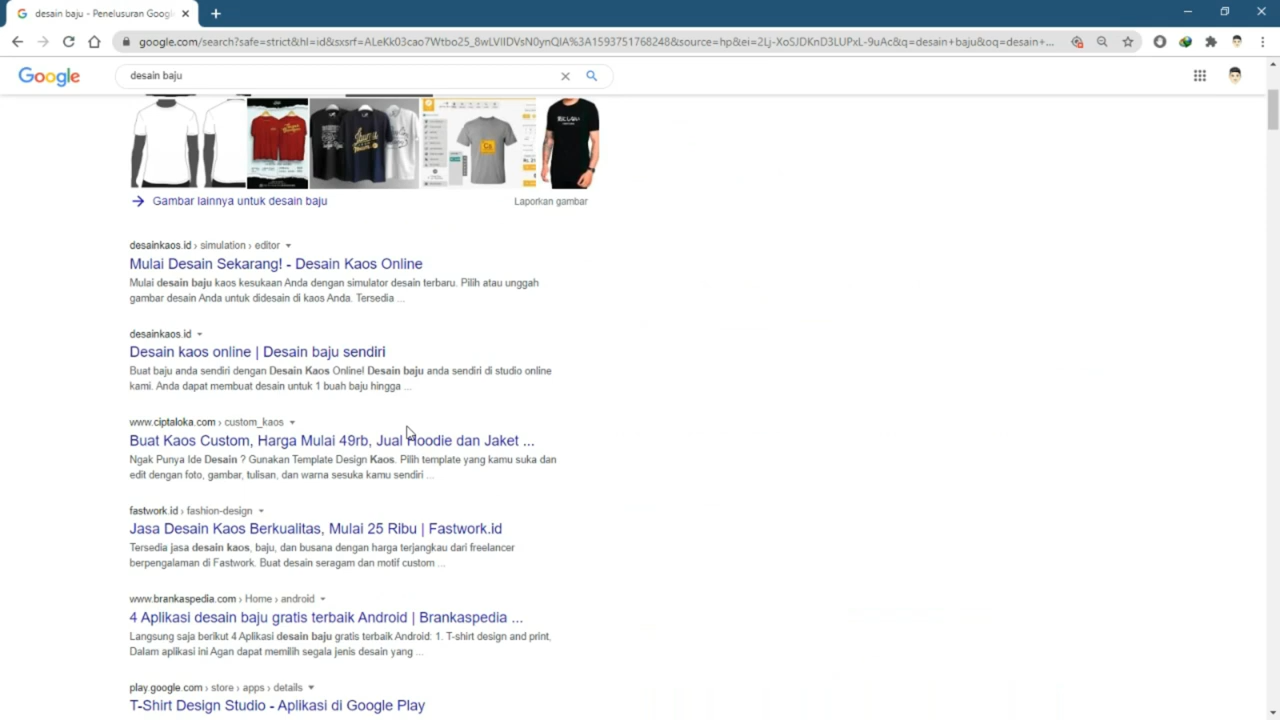 desain baju - Penelusuran Googl
google.com/search?safe=strict&hl=id&sxsrf=ALeKk03cao7Wtbo25_8wLVIIDVsN0ynQIA%3A1593751768248&source=hp&ei=2Lj-XoSJDKnD3LUPxL-9uAc&q=desain+baju&oq=desain+...
Google
desain baju
Gambar lainnya untuk desain baju
Laporkan gambar
desainkaos.id › simulation › editor
Mulai Desain Sekarang! - Desain Kaos Online
Mulai desain baju kaos kesukaan Anda dengan simulator desain terbaru. Pilih atau unggah
gambar desain Anda untuk didesain di kaos Anda. Tersedia ...
desainkaos.id
Desain kaos online | Desain baju sendiri
Buat baju anda sendiri dengan Desain Kaos Online! Desain baju anda sendiri di studio online
kami. Anda dapat membuat desain untuk 1 buah baju hingga ...
www.ciptaloka.com › custom_kaos
Buat Kaos Custom, Harga Mulai 49rb, Jual Hoodie dan Jaket ...
Ngak Punya Ide Desain ? Gunakan Template Design Kaos. Pilih template yang kamu suka dan
edit dengan foto, gambar, tulisan, dan warna sesuka kamu sendiri ...
fastwork.id › fashion-design
Jasa Desain Kaos Berkualitas, Mulai 25 Ribu | Fastwork.id
Tersedia jasa desain kaos, baju, dan busana dengan harga terjangkau dari freelancer
berpengalaman di Fastwork. Buat desain seragam dan motif custom ...
www.brankaspedia.com › Home › android
4 Aplikasi desain baju gratis terbaik Android | Brankaspedia ...
Langsung saja berikut 4 Aplikasi desain baju gratis terbaik Android: 1. T-shirt design and print,
Dalam aplikasi ini Agan dapat memilih segala jenis desain yang ...
play.google.com › store › apps › details
T-Shirt Design Studio - Aplikasi di Google Play